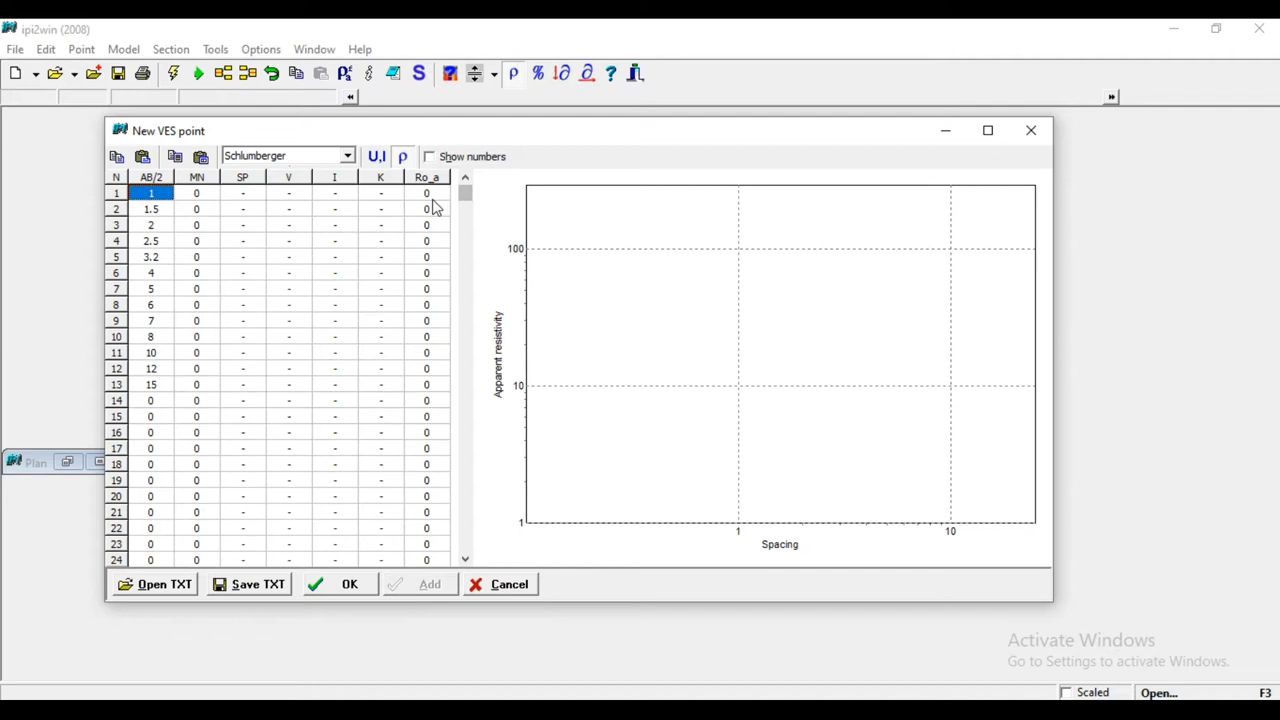 ipi2win (2008)
File Edit Point Model Section Tools Options Window Help
S ρ %
New VES point
Schlumberger U,I ρ Show numbers
N AB/2 MN SP V I K Ro_a
1 1 0 - - - - 0
2 1.5 0 - - - - 0
3 2 0 - - - - 0
4 2.5 0 - - - - 0
5 3.2 0 - - - - 0
6 4 0 - - - - 0
7 5 0 - - - - 0
8 6 0 - - - - 0
9 7 0 - - - - 0
10 8 0 - - - - 0
11 10 0 - - - - 0
12 12 0 - - - - 0
13 15 0 - - - - 0
14 0 0 - - - - 0
15 0 0 - - - - 0
16 0 0 - - - - 0
17 0 0 - - - - 0
18 0 0 - - - - 0
19 0 0 - - - - 0
20 0 0 - - - - 0
21 0 0 - - - - 0
22 0 0 - - - - 0
23 0 0 - - - - 0
24 0 0 - - - - 0
100
10
1
Apparent resistivity
1 10
Spacing
Plan
Open TXT Save TXT OK Add Cancel
Activate Windows
Go to Settings to activate Windows.
Scaled Open... F3